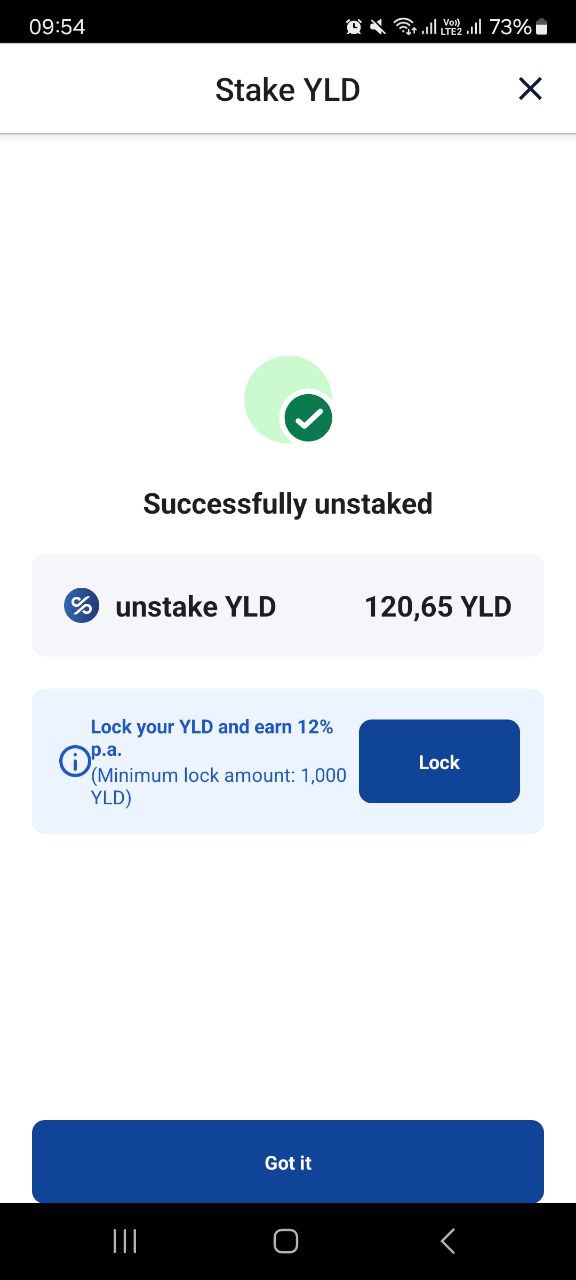 09:54
Vo)) LTE2 73%
Stake YLD
Successfully unstaked
unstake YLD 120,65 YLD
Lock your YLD and earn 12%
p.a.
(Minimum lock amount: 1,000
YLD)
Lock
Got it